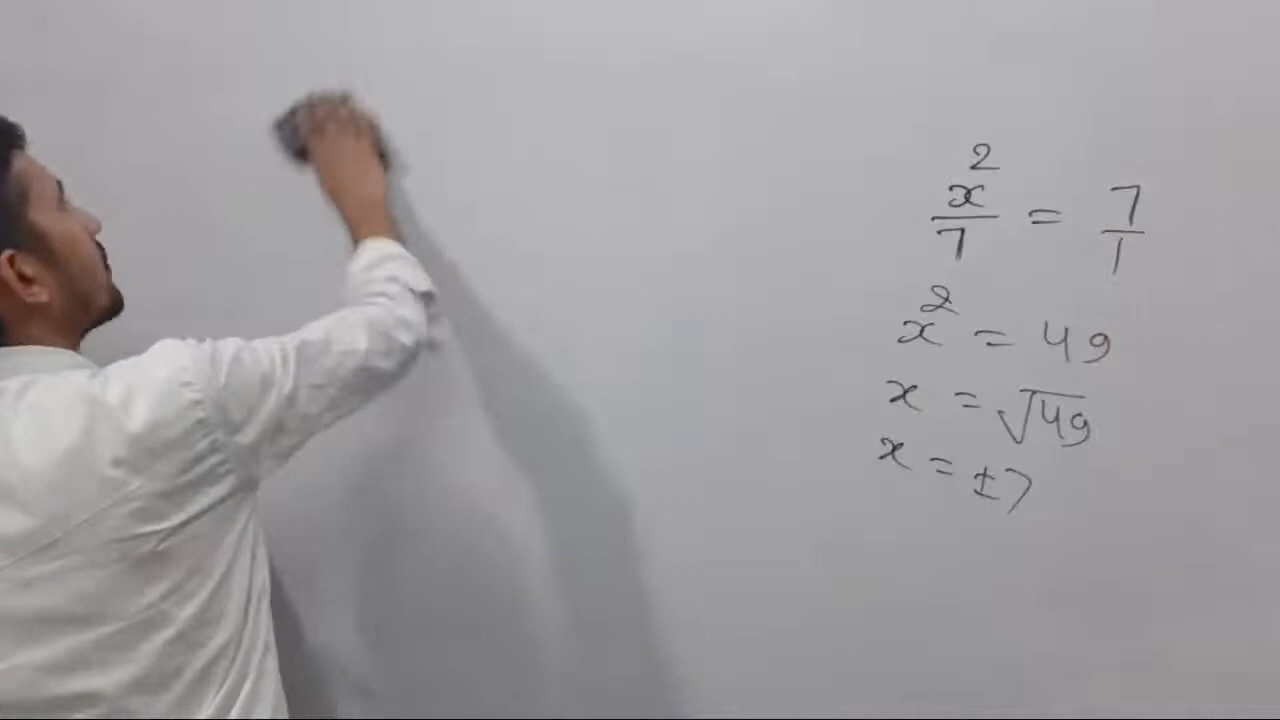 x²/7 = 7/1
x² = 49
x = √49
x = ±7